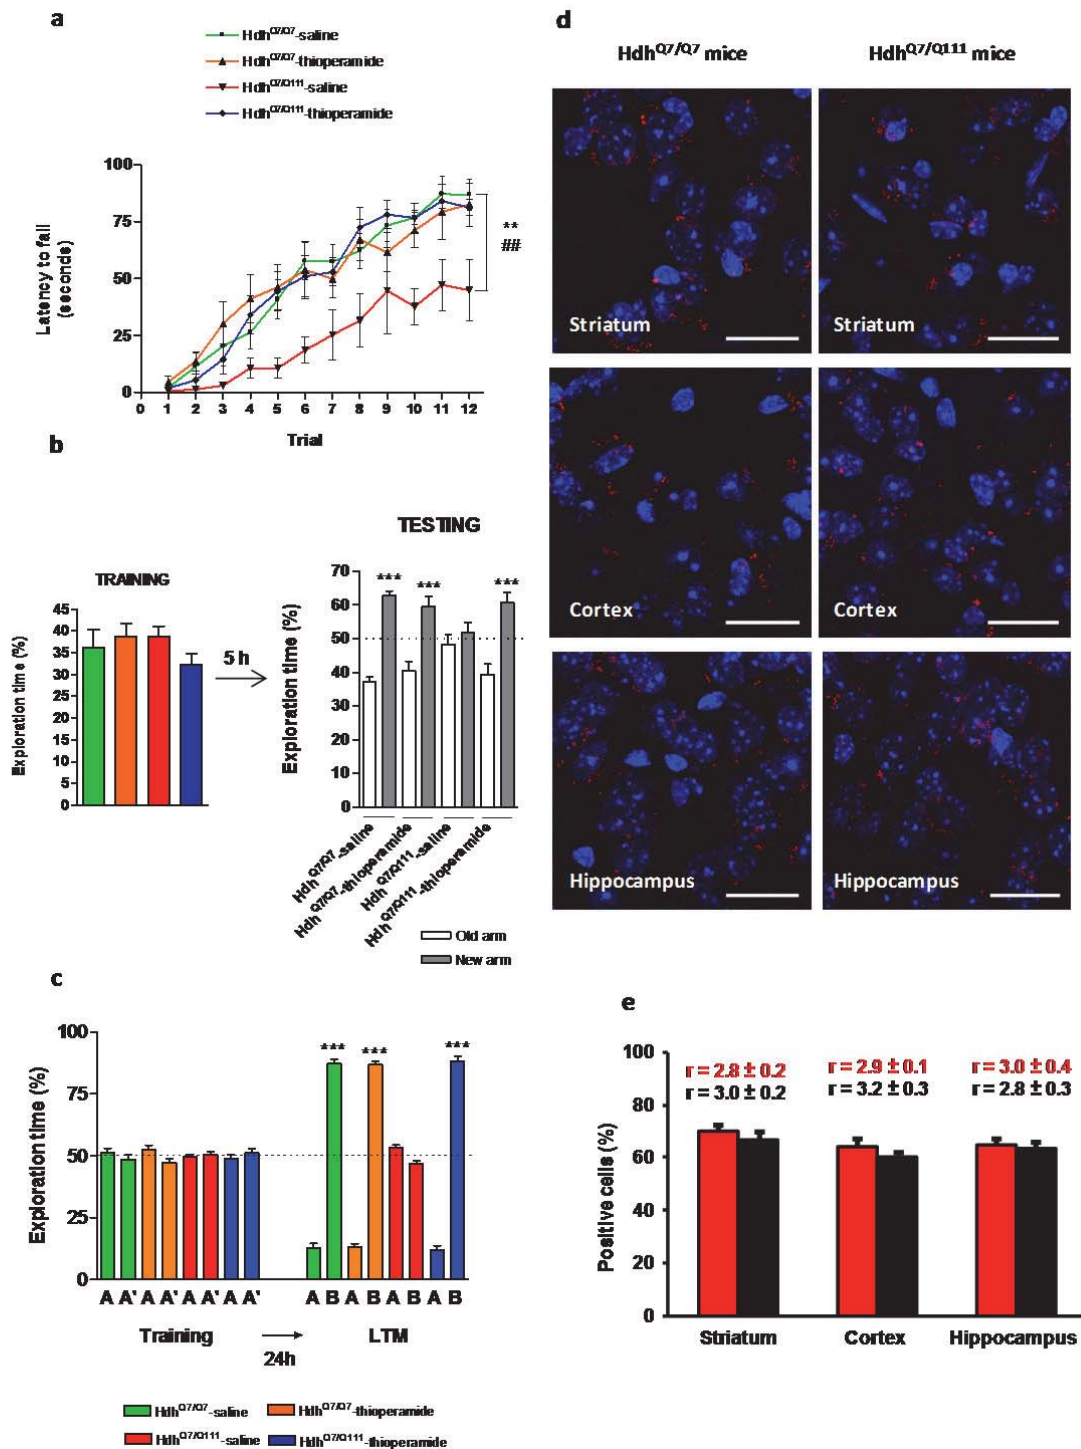 a
Hdh^Q7/Q7-saline
Hdh^Q7/Q7-thioperamide
Hdh^Q7/Q111-saline
Hdh^Q7/Q111-thioperamide
100
75
50
25
0
Latency to fall
(seconds)
**
##
0 1 2 3 4 5 6 7 8 9 10 11 12
Trial
b
TRAINING
45
40
35
30
25
20
15
10
5
0
Exploration time (%)
5 h
TESTING
70
60
50
40
30
20
10
0
Exploration time (%)
*** *** ***
Hdh^Q7/Q7-saline
Hdh^Q7/Q7-thioperamide
Hdh^Q7/Q111-saline
Hdh^Q7/Q111-thioperamide
Old arm
New arm
c
100
75
50
25
0
Exploration time (%)
*** *** ***
A A' A A' A A' A A' A B A B A B A B
Training LTM
24h
Hdh^Q7/Q7-saline Hdh^Q7/Q7-thioperamide
Hdh^Q7/Q111-saline Hdh^Q7/Q111-thioperamide
d
Hdh^Q7/Q7 mice Hdh^Q7/Q111 mice
Striatum Striatum
Cortex Cortex
Hippocampus Hippocampus
e
100
80
60
40
20
0
Positive cells (%)
r = 2.8 ± 0.2 r = 2.9 ± 0.1 r = 3.0 ± 0.4
r = 3.0 ± 0.2 r = 3.2 ± 0.3 r = 2.8 ± 0.3
Striatum Cortex Hippocampus